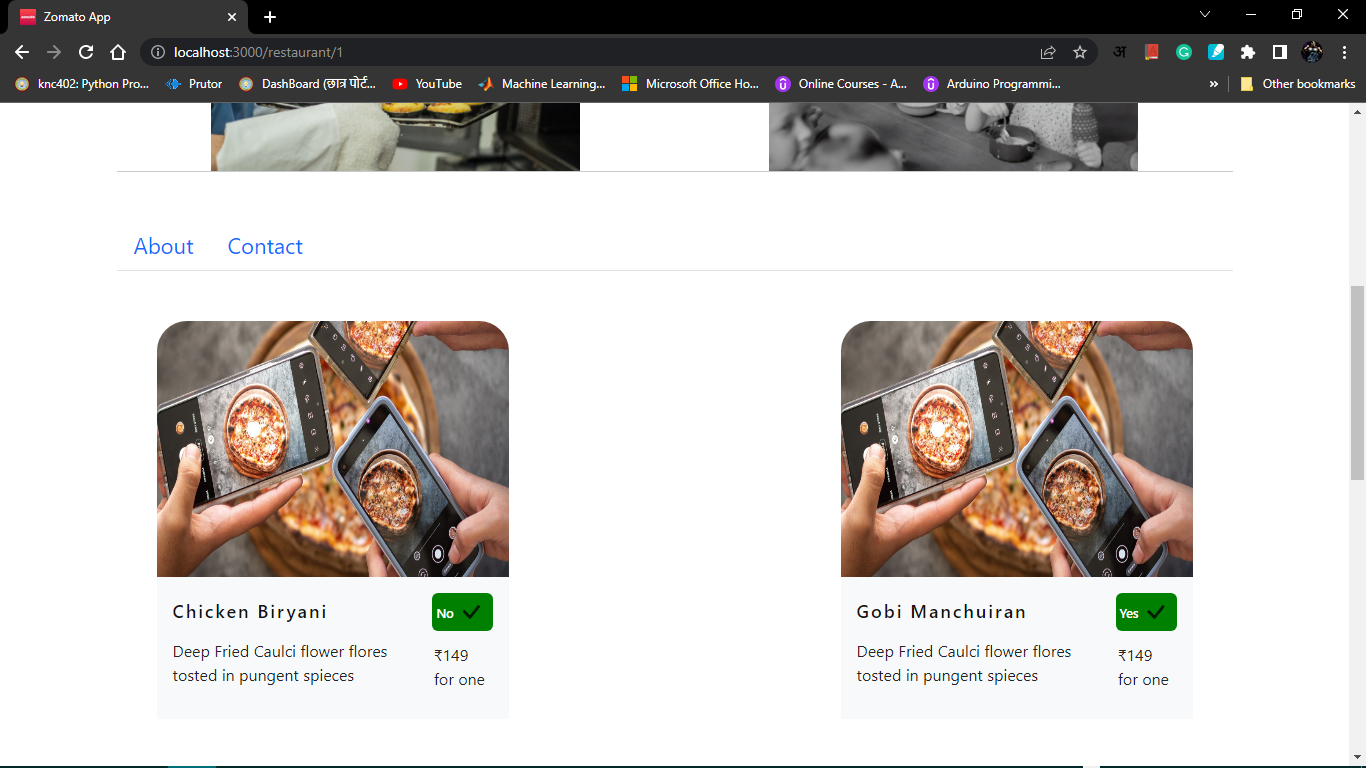 Zomato App
localhost:3000/restaurant/1
knc402: Python Pro...
Prutor
DashBoard (छात्र पोर्ट...
YouTube
Machine Learning...
Microsoft Office Ho...
Online Courses - A...
Arduino Programmi...
»
Other bookmarks
About Contact
Chicken Biryani
No
Deep Fried Caulci flower flores
tosted in pungent spieces
₹149
for one
Gobi Manchuiran
Yes
Deep Fried Caulci flower flores
tosted in pungent spieces
₹149
for one